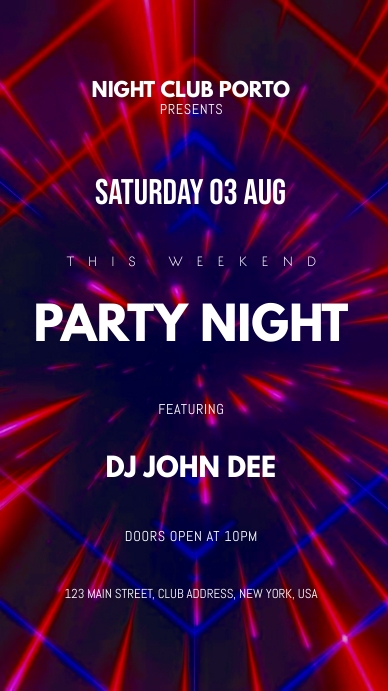 NIGHT CLUB PORTO
PRESENTS
SATURDAY 03 AUG
THIS WEEKEND
PARTY NIGHT
FEATURING
DJ JOHN DEE
DOORS OPEN AT 10PM
123 MAIN STREET, CLUB ADDRESS, NEW YORK, USA